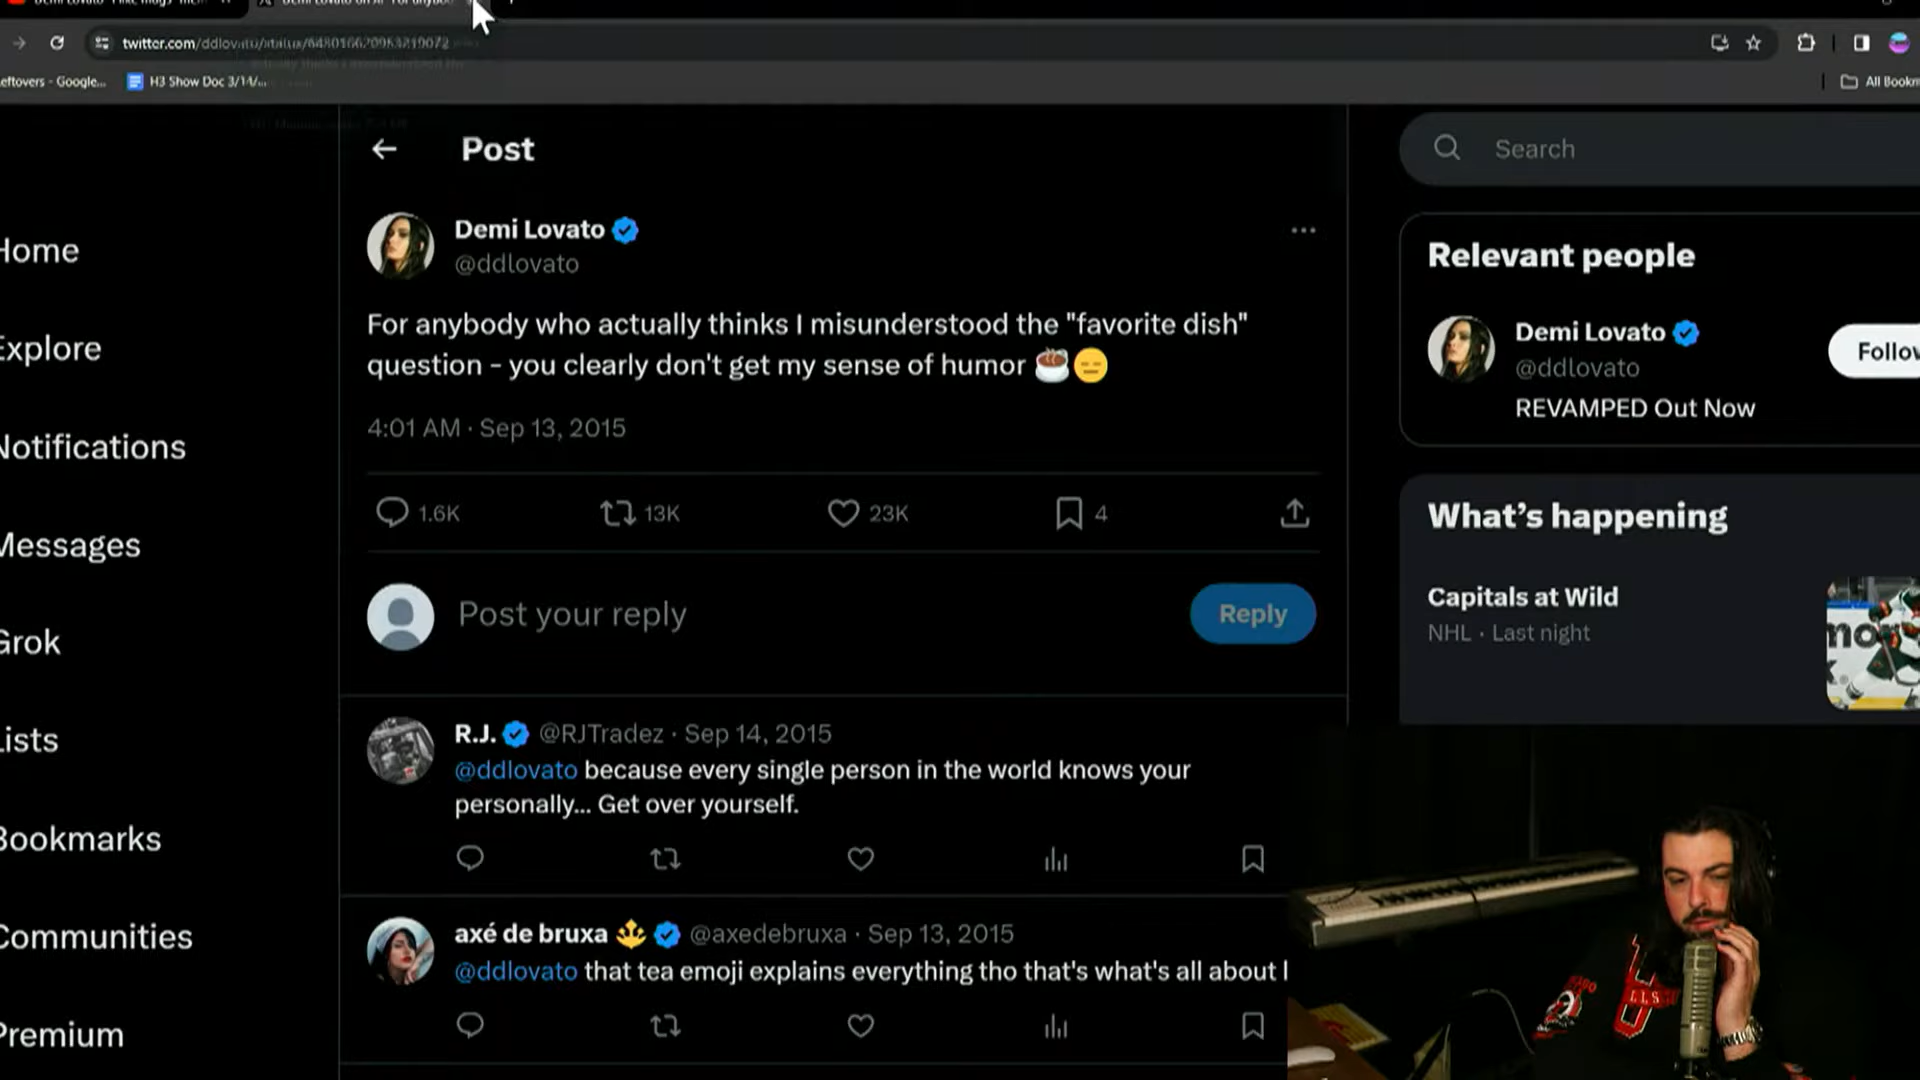 twitter.com/ddlovato/status/
eftovers - Google...
H3 Show Doc 3/14/...
All Bookm
Post
Search
Demi Lovato
@ddlovato
For anybody who actually thinks I misunderstood the "favorite dish"
question - you clearly don't get my sense of humor ☕😑
4:01 AM · Sep 13, 2015
1.6K
13K
23K
4
Post your reply
Reply
R.J. @RJTradez · Sep 14, 2015
@ddlovato because every single person in the world knows your
personally... Get over yourself.
axé de bruxa @axedebruxa · Sep 13, 2015
@ddlovato that tea emoji explains everything tho that's what's all about l
Home
Explore
Notifications
Messages
Grok
Lists
Bookmarks
Communities
Premium
Relevant people
Demi Lovato
@ddlovato
Follow
REVAMPED Out Now
What's happening
Capitals at Wild
NHL · Last night